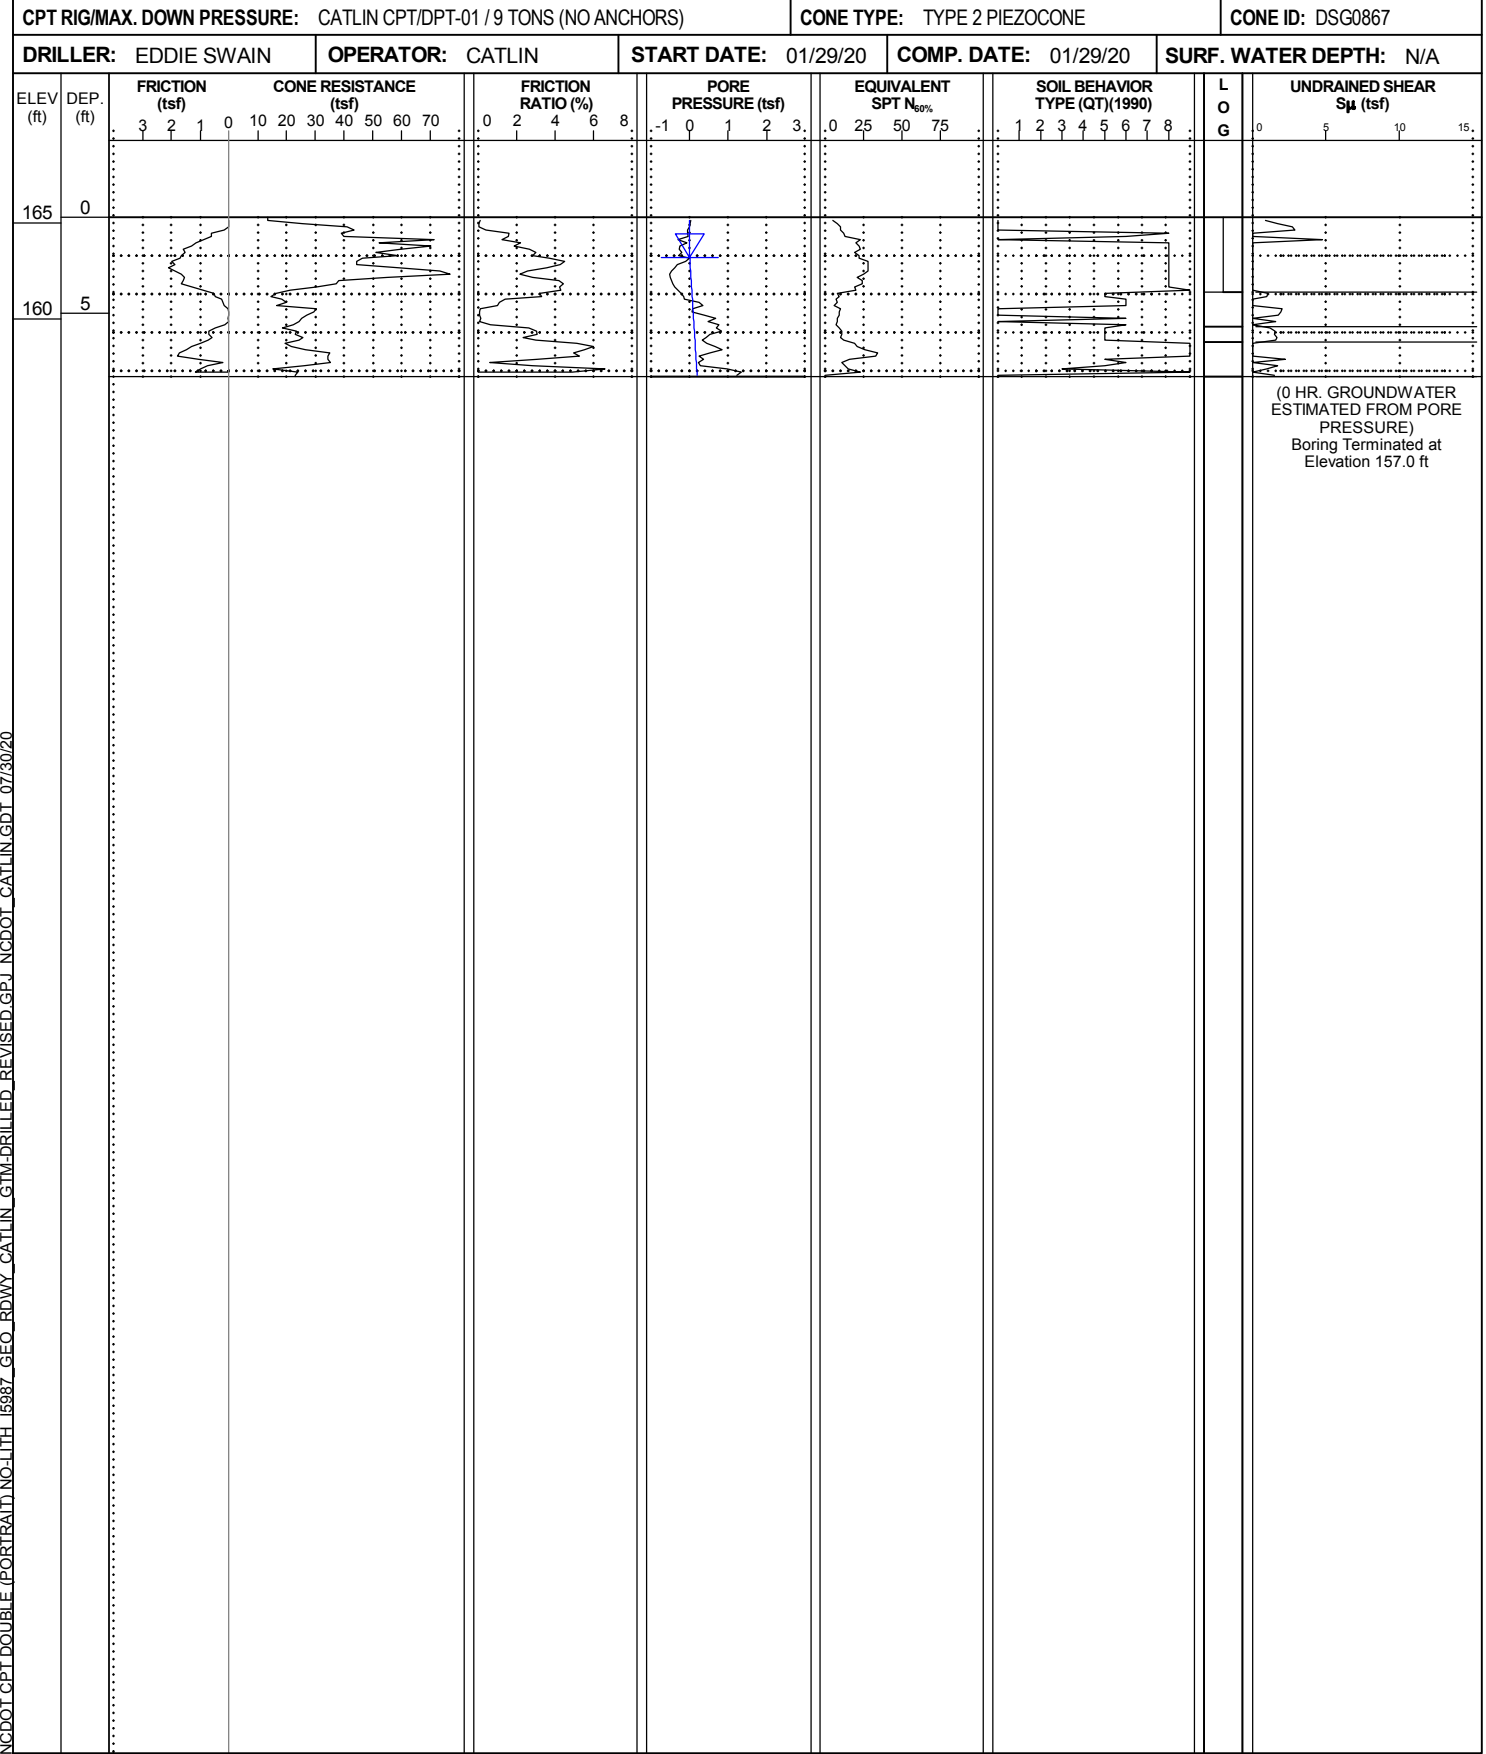 CPT RIG/MAX. DOWN PRESSURE: CATLIN CPT/DPT-01 / 9 TONS (NO ANCHORS) CONE TYPE: TYPE 2 PIEZOCONE CONE ID: DSG0867
DRILLER: EDDIE SWAIN OPERATOR: CATLIN START DATE: 01/29/20 COMP. DATE: 01/29/20 SURF. WATER DEPTH: N/A
ELEV (ft)
DEP. (ft)
FRICTION (tsf)
3 2 1 0
CONE RESISTANCE (tsf)
10 20 30 40 50 60 70
FRICTION RATIO (%)
0 2 4 6 8
PORE PRESSURE (tsf)
-1 0 1 2 3
EQUIVALENT SPT N60%
0 25 50 75
SOIL BEHAVIOR TYPE (QT)(1990)
1 2 3 4 5 6 7 8
L
O
G
UNDRAINED SHEAR Sμ (tsf)
0 5 10 15
165 0
160 5
(0 HR. GROUNDWATER
ESTIMATED FROM PORE
PRESSURE)
Boring Terminated at
Elevation 157.0 ft
NCDOT CPT DOUBLE (PORTRAIT) NO-LITH I5987_GEO_RDWY_CATLIN_GTM-DRILLED_REVISED.GPJ NCDOT_CATLIN.GDT 07/30/20